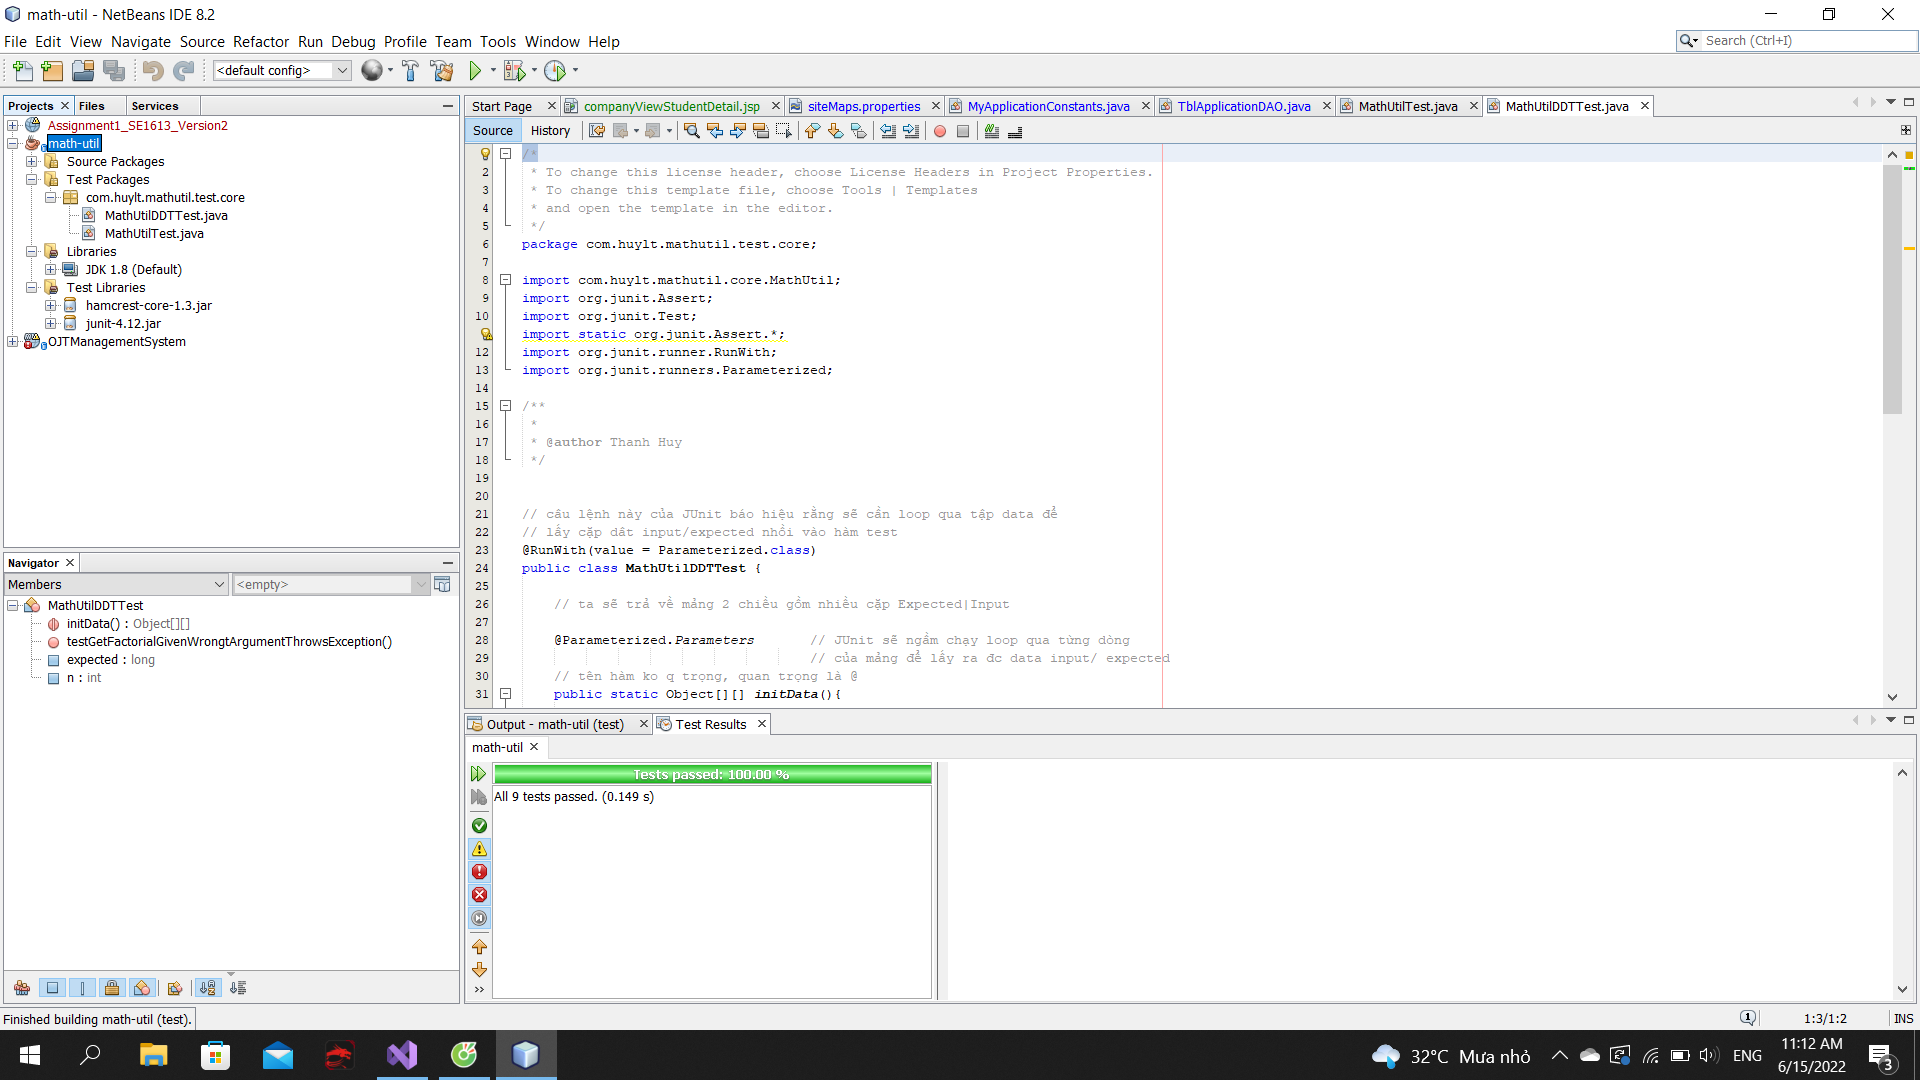 math-util - NetBeans IDE 8.2
File Edit View Navigate Source Refactor Run Debug Profile Team Tools Window Help
Search (Ctrl+I)
<default config>
Projects Files Services
Assignment1_SE1613_Version2
math-util
Source Packages
Test Packages
com.huylt.mathutil.test.core
MathUtilDDTTest.java
MathUtilTest.java
Libraries
JDK 1.8 (Default)
Test Libraries
hamcrest-core-1.3.jar
junit-4.12.jar
OJTManagementSystem
Navigator
Members <empty>
MathUtilDDTTest
initData() : Object[][]
testGetFactorialGivenWrongtArgumentThrowsException()
expected : long
n : int
Start Page companyViewStudentDetail.jsp siteMaps.properties MyApplicationConstants.java TblApplicationDAO.java MathUtilTest.java MathUtilDDTTest.java
Source History
/*
2 * To change this license header, choose License Headers in Project Properties.
3 * To change this template file, choose Tools | Templates
4 * and open the template in the editor.
5 */
6 package com.huylt.mathutil.test.core;
7
8 import com.huylt.mathutil.core.MathUtil;
9 import org.junit.Assert;
10 import org.junit.Test;
import static org.junit.Assert.*;
12 import org.junit.runner.RunWith;
13 import org.junit.runners.Parameterized;
14
15 /**
16 *
17 * @author Thanh Huy
18 */
19
20
21 // câu lệnh này của JUnit báo hiệu rằng sẽ cần loop qua tập data để
22 // lấy cặp dât input/expected nhồi vào hàm test
23 @RunWith(value = Parameterized.class)
24 public class MathUtilDDTTest {
25
26 // ta sẽ trả về mảng 2 chiều gồm nhiều cặp Expected|Input
27
28 @Parameterized.Parameters // JUnit sẽ ngầm chạy loop qua từng dòng
29 // của mảng để lấy ra đc data input/ expected
30 // tên hàm ko q trọng, quan trọng là @
31 public static Object[][] initData(){
Output - math-util (test) Test Results
math-util
Tests passed: 100.00 %
All 9 tests passed. (0.149 s)
Finished building math-util (test).
1:3/1:2 INS
32°C Mưa nhỏ ENG
11:12 AM
6/15/2022
3